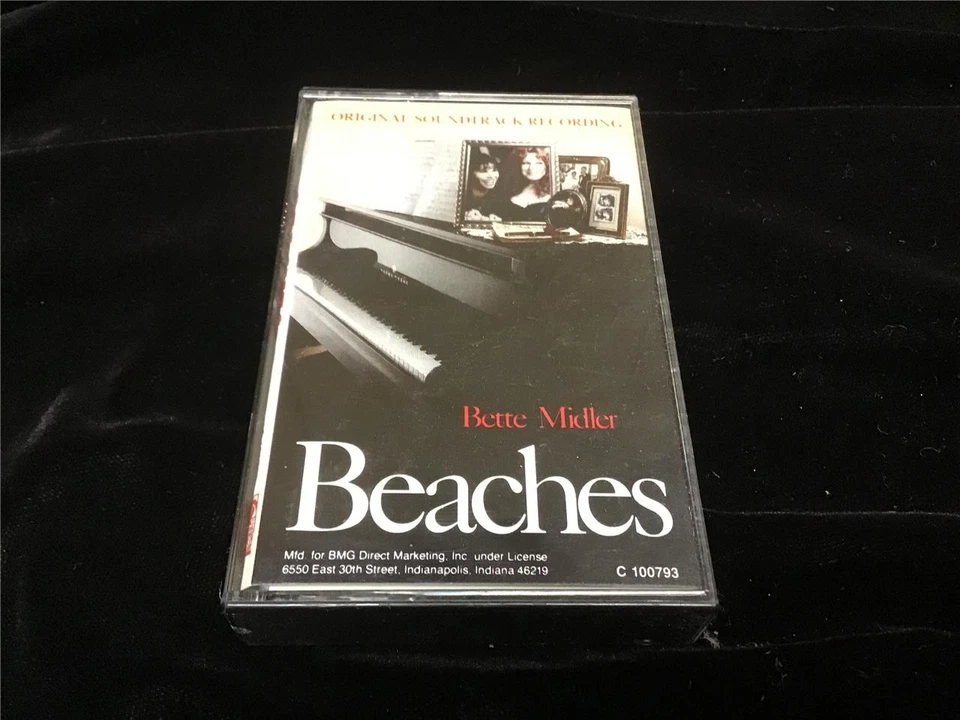 ORIGINAL SOUNDTRACK RECORDING
Bette Midler
Beaches
Mfd. for BMG Direct Marketing, Inc. under License
6550 East 30th Street, Indianapolis, Indiana 46219
C 100793